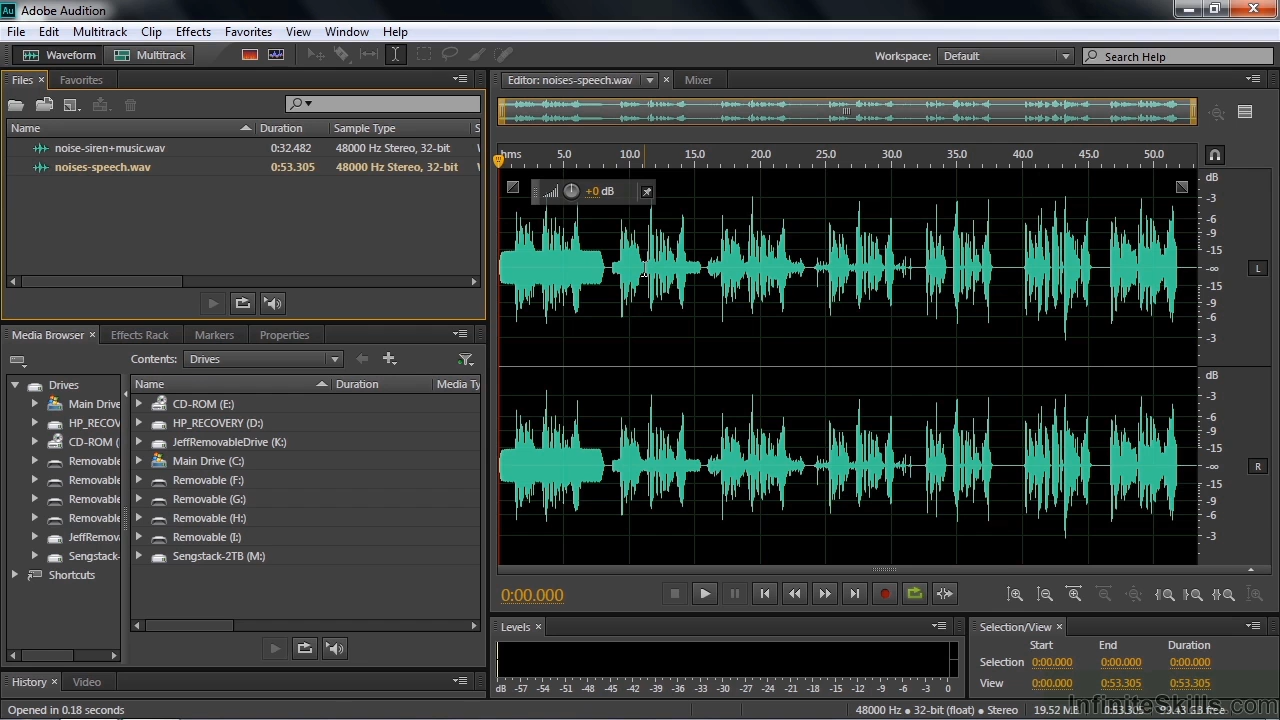 Au Adobe Audition
File Edit Multitrack Clip Effects Favorites View Window Help
Waveform Multitrack Workspace: Default Search Help
Files Favorites
Name Duration Sample Type S
noise-siren+music.wav 0:32.482 48000 Hz Stereo, 32-bit
noises-speech.wav 0:53.305 48000 Hz Stereo, 32-bit
Editor: noises-speech.wav Mixer
hms 5.0 10.0 15.0 20.0 25.0 30.0 35.0 40.0 45.0 50.0
+0 dB
dB
-3
-6
-9
-15
-∞
-15
-9
-6
-3
L
dB
-3
-6
-9
-15
-∞
-15
-9
-6
-3
R
Media Browser Effects Rack Markers Properties
Contents: Drives
Drives
Main Drive
HP_RECOV
CD-ROM (
Removable
Removable
Removable
Removable
JeffRemova
Sengstack-
Shortcuts
Name Duration Media Ty
CD-ROM (E:)
HP_RECOVERY (D:)
JeffRemovableDrive (K:)
Main Drive (C:)
Removable (F:)
Removable (G:)
Removable (H:)
Removable (I:)
Sengstack-2TB (M:)
0:00.000
Levels
dB -57 -54 -51 -48 -45 -42 -39 -36 -33 -30 -27 -24 -21 -18 -15 -12 -9 -6 -3 0
Selection/View
Start End Duration
Selection 0:00.000 0:00.000 0:00.000
View 0:00.000 0:53.305 0:53.305
History Video
Opened in 0.18 seconds
48000 Hz • 32-bit (float) • Stereo 19.52 MB 0:53.305 free
InfiniteSkills.com